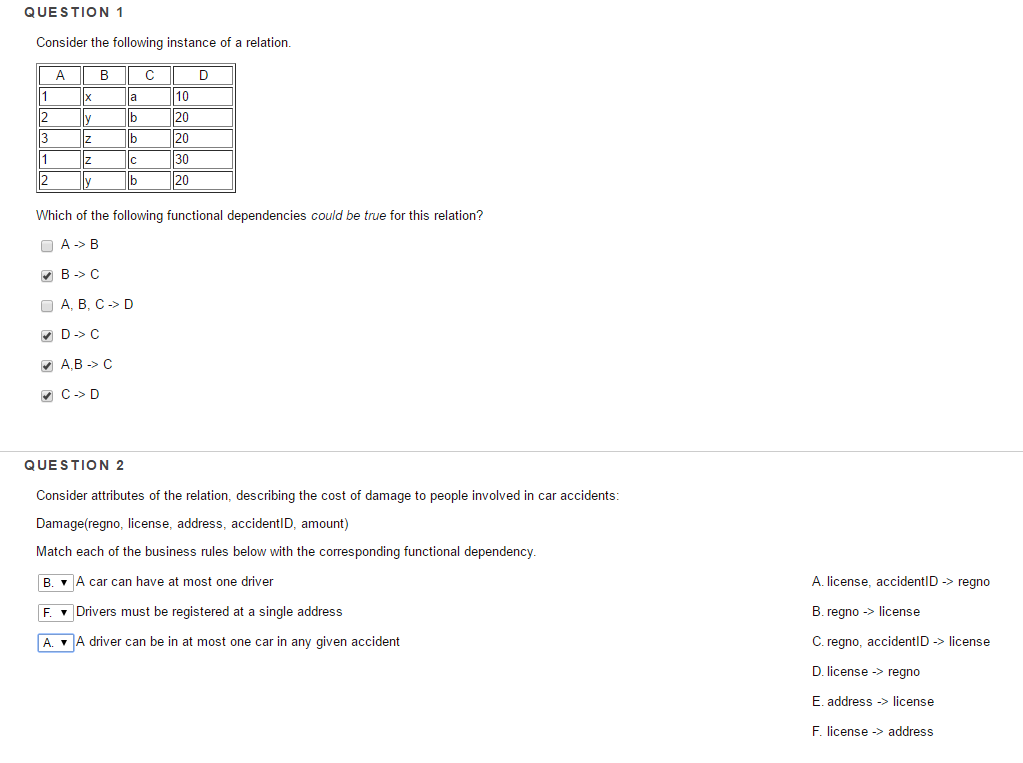 QUESTION 1
Consider the following instance of a relation.
A B C D
1 x a 10
2 y b 20
3 z b 20
1 z c 30
2 y b 20
Which of the following functional dependencies could be true for this relation?
A -> B
B -> C
A, B, C -> D
D -> C
A,B -> C
C -> D
QUESTION 2
Consider attributes of the relation, describing the cost of damage to people involved in car accidents:
Damage(regno, license, address, accidentID, amount)
Match each of the business rules below with the corresponding functional dependency.
B. A car can have at most one driver
F. Drivers must be registered at a single address
A. A driver can be in at most one car in any given accident
A. license, accidentID -> regno
B. regno -> license
C. regno, accidentID -> license
D. license -> regno
E. address -> license
F. license -> address